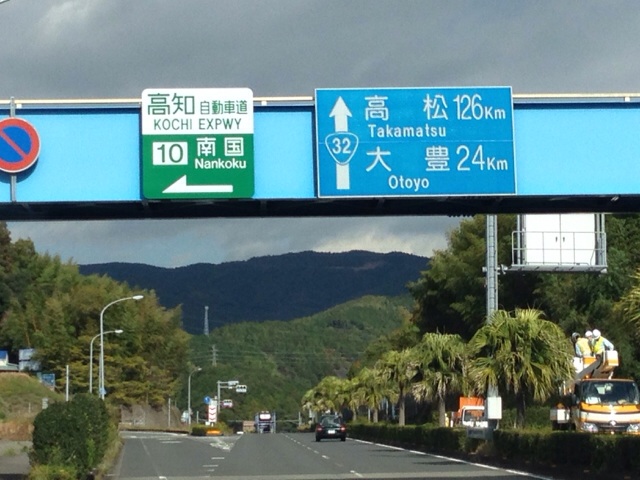 高知 自動車道
KOCHI EXPWY
10 南国
Nankoku
高松 126Km
Takamatsu
32
大豊 24Km
Otoyo